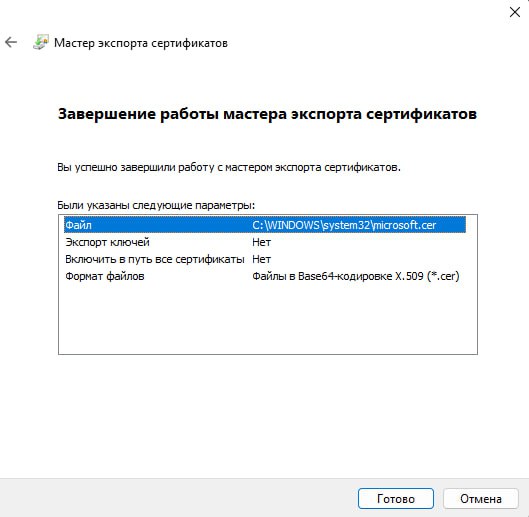 Мастер экспорта сертификатов
Завершение работы мастера экспорта сертификатов
Вы успешно завершили работу с мастером экспорта сертификатов.
Были указаны следующие параметры:
Файл C:\WINDOWS\system32\microsoft.cer
Экспорт ключей Нет
Включить в путь все сертификаты Нет
Формат файлов Файлы в Base64-кодировке X.509 (*.cer)
Готово Отмена